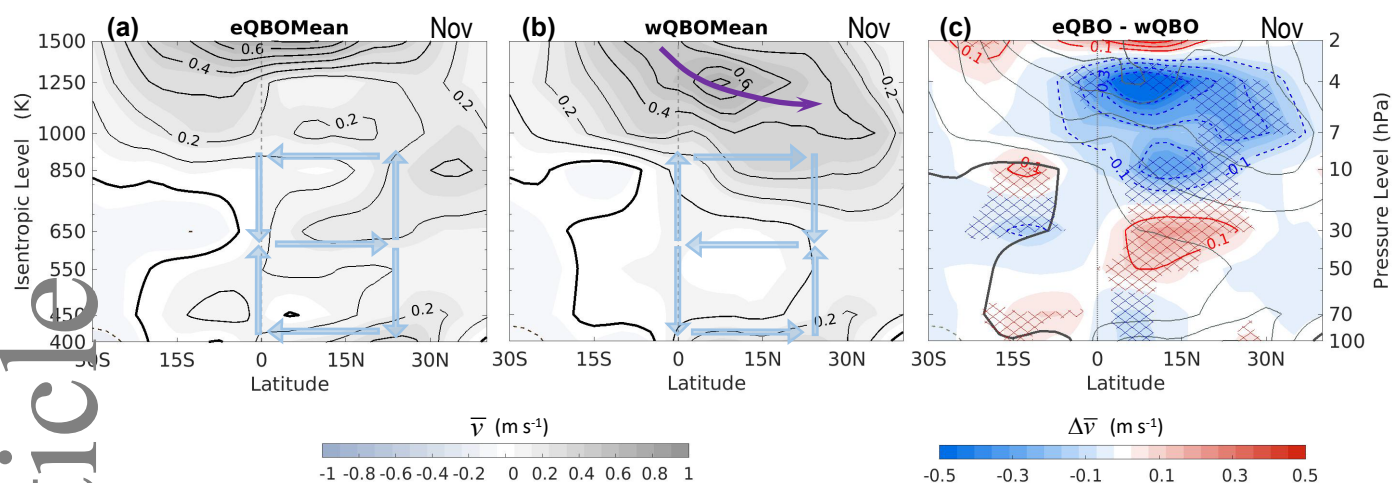 (a) eQBOMean Nov
(b) wQBOMean Nov
(c) eQBO - wQBO
1500 1250 1000 850 650 550 450 400
Isentropic Level (K)
0.6 0.4 0.2 0.2 0.2
30S 15S 0 15N 30N
Latitude
0.2 0.4 0.6 0.2 0.2
30S 15S 0 15N 30N
Latitude
0.1 0.1 -0.3 -0.1 -0.1 0.1 0.1
30S 15S 0 15N 30N
Latitude
2 4 7 10 30 50 70 100
Pressure Level (hPa)
v̅ (m s⁻¹)
-1 -0.8 -0.6 -0.4 -0.2 0 0.2 0.4 0.6 0.8 1
Δv̅ (m s⁻¹)
-0.5 -0.3 -0.1 0.1 0.3 0.5
icle